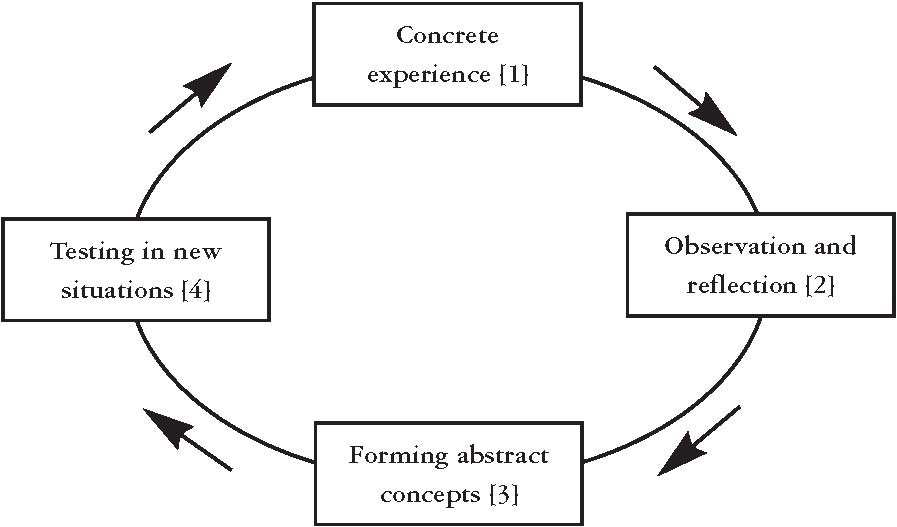 Concrete
experience {1}
Observation and
reflection {2}
Forming abstract
concepts {3}
Testing in new
situations {4}